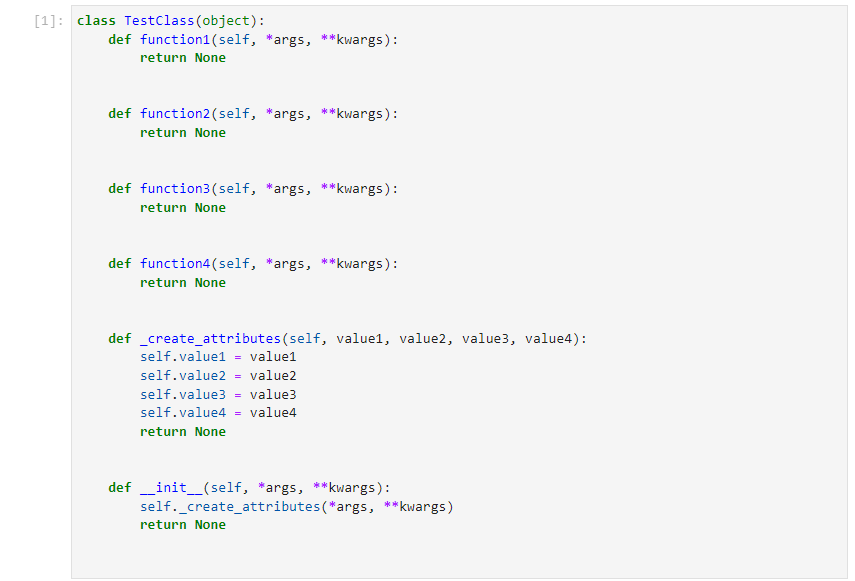 [1]: class TestClass(object):
    def function1(self, *args, **kwargs):
        return None
    def function2(self, *args, **kwargs):
        return None
    def function3(self, *args, **kwargs):
        return None
    def function4(self, *args, **kwargs):
        return None
    def _create_attributes(self, value1, value2, value3, value4):
        self.value1 = value1
        self.value2 = value2
        self.value3 = value3
        self.value4 = value4
        return None
    def __init__(self, *args, **kwargs):
        self._create_attributes(*args, **kwargs)
        return None